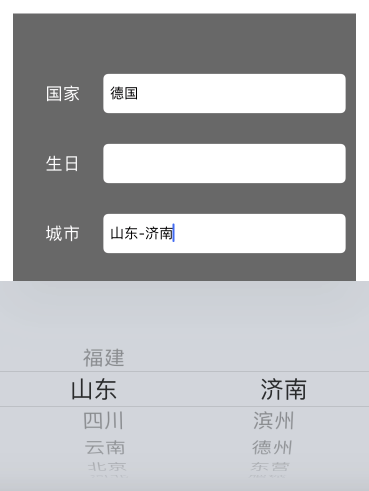 国家 德国
生日
城市 山东-济南
福建
山东 济南
四川 滨州
云南 德州
北京 东营